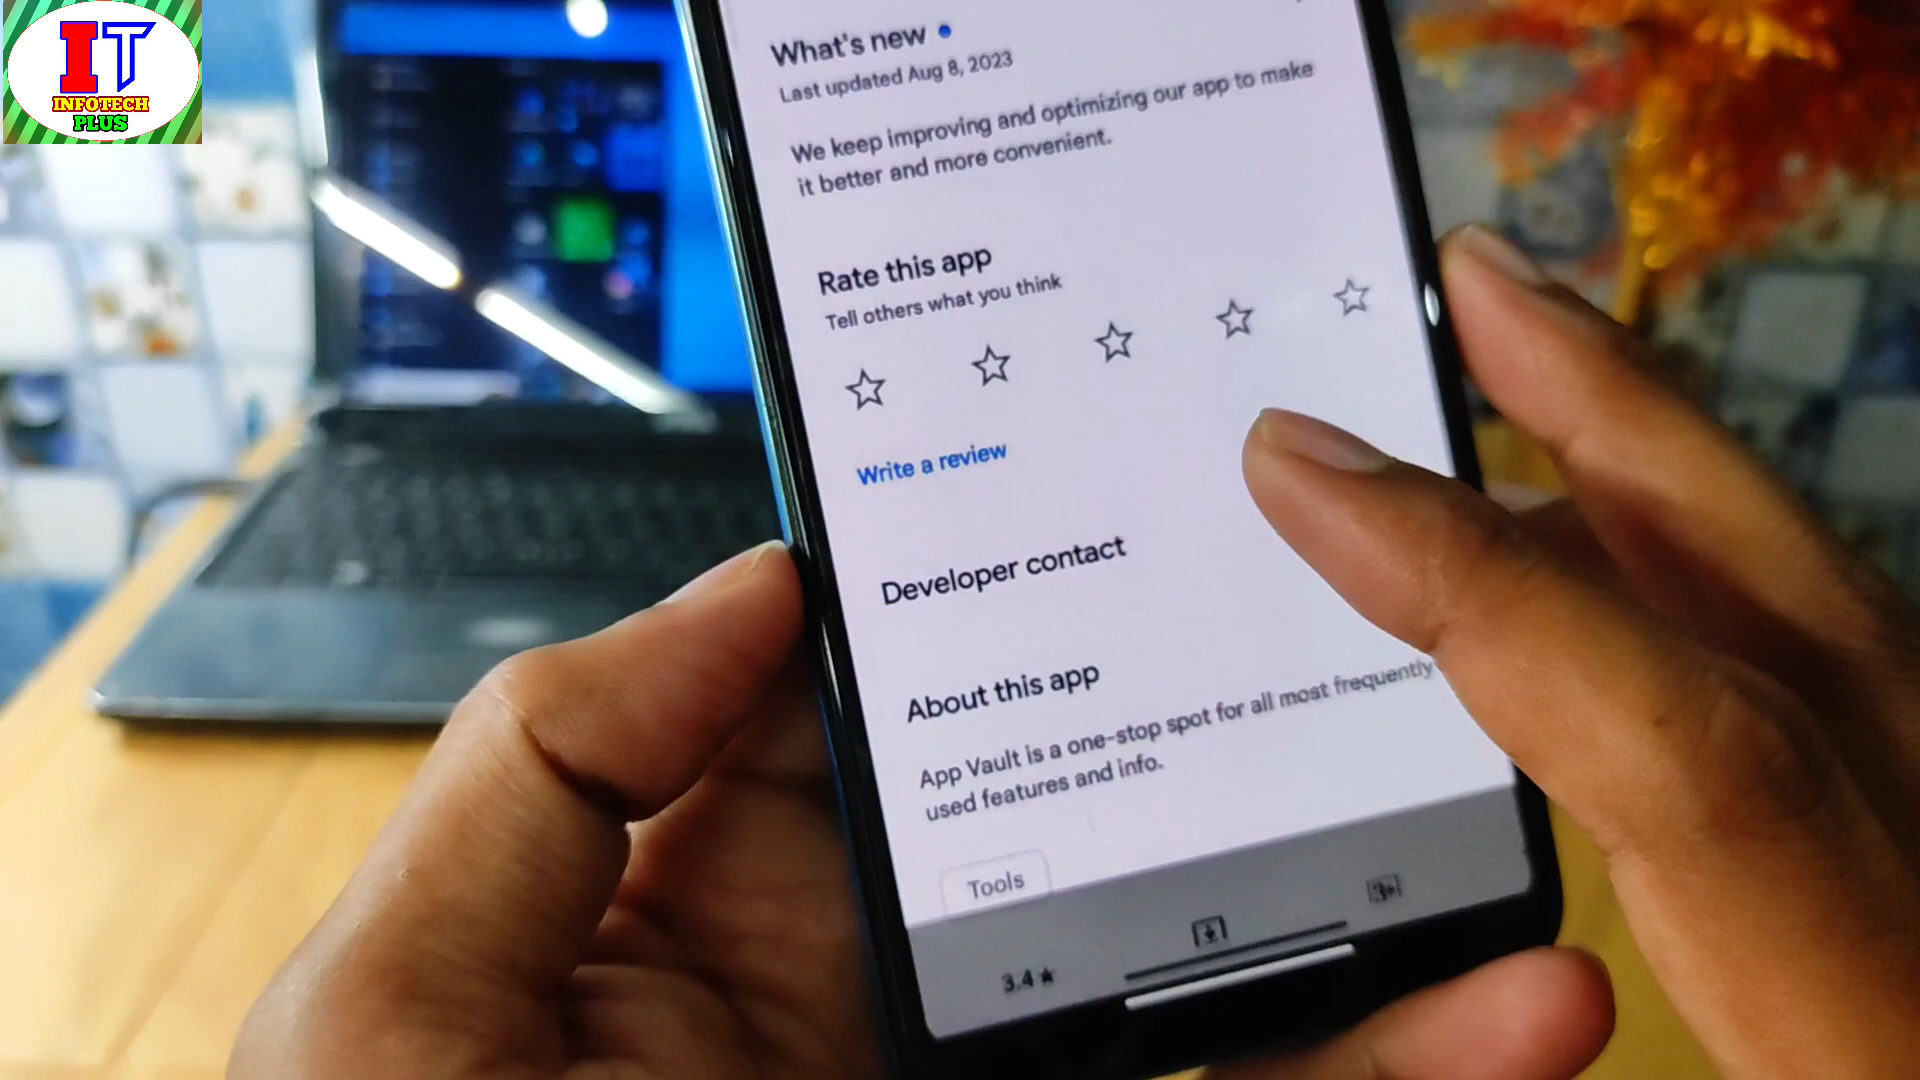 IT
INFOTECH
PLUS
What's new
Last updated Aug 8, 2023
We keep improving and optimizing our app to make
it better and more convenient.
Rate this app
Tell others what you think
Write a review
Developer contact
About this app
App Vault is a one-stop spot for all most frequently
used features and info.
Tools
3.4★
3+